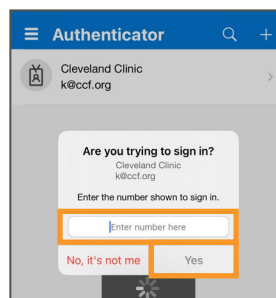 Authenticator
Cleveland Clinic
k@ccf.org
Are you trying to sign in?
Cleveland Clinic
k@ccf.org
Enter the number shown to sign in.
Enter number here
No, it's not me
Yes